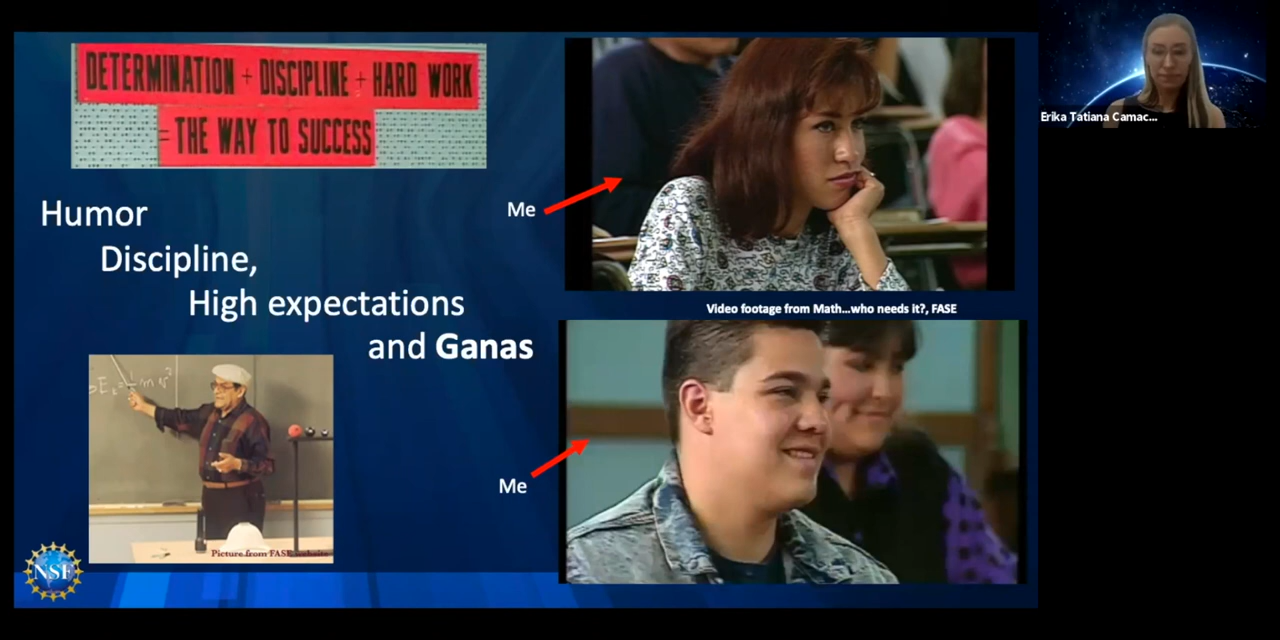 DETERMINATION + DISCIPLINE + HARD WORK
= THE WAY TO SUCCESS
Humor
Discipline,
High expectations
and Ganas
Me
Video footage from Math...who needs it?, FASE
Me
Picture from FASE website
NSF
Erika Tatiana Camac...